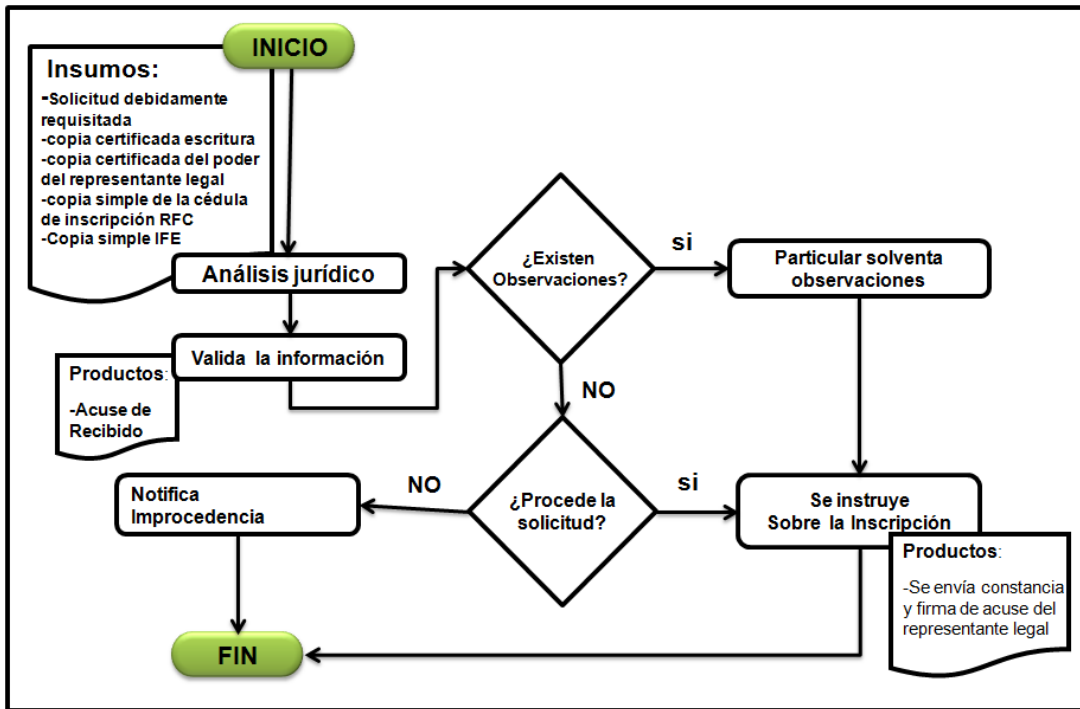 INICIO
Insumos:
-Solicitud debidamente
requisitada
-copia certificada escritura
-copia certificada del poder
del representante legal
-copia simple de la cédula
de inscripción RFC
-Copia simple IFE
Análisis jurídico
Valida la información
Productos:
-Acuse de
Recibido
¿Existen
Observaciones?
si
Particular solventa
observaciones
NO
¿Procede la
solicitud?
NO
Notifica
Improcedencia
si
Se instruye
Sobre la Inscripción
Productos:
-Se envía constancia
y firma de acuse del
representante legal
FIN